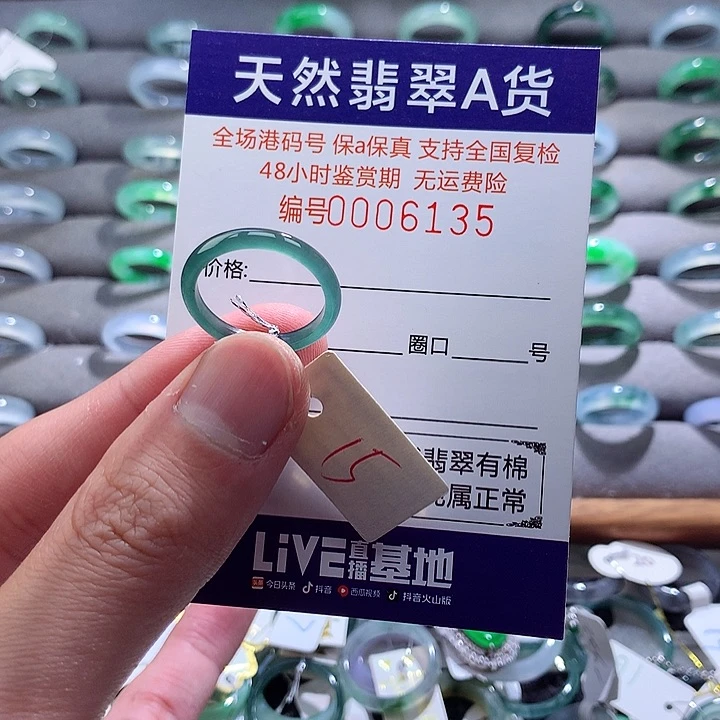 天然翡翠A货
全场港码号 保a保真 支持全国复检
48小时鉴赏期 无运费险
编号0006135
价格:
圈口 号
15
翡翠有棉
属正常
LiVE直播基地
头条 今日头条 抖音 西瓜视频 抖音火山版